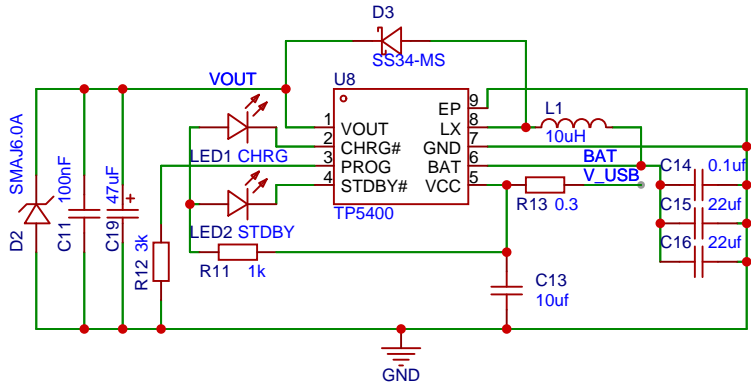 D3
SS34-MS
VOUT
U8
SMAJ6.0A
D2
100nF
C11
47uF
+
C19
3k
R12
LED1 CHRG
LED2 STDBY
R11
1k
1 VOUT
2 CHRG#
3 PROG
4 STDBY#
EP 9
LX 8
GND 7
BAT 6
VCC 5
TP5400
L1
10uH
BAT
V_USB
R13 0.3
C14 0.1uf
C15 22uf
C16 22uf
C13
10uf
GND